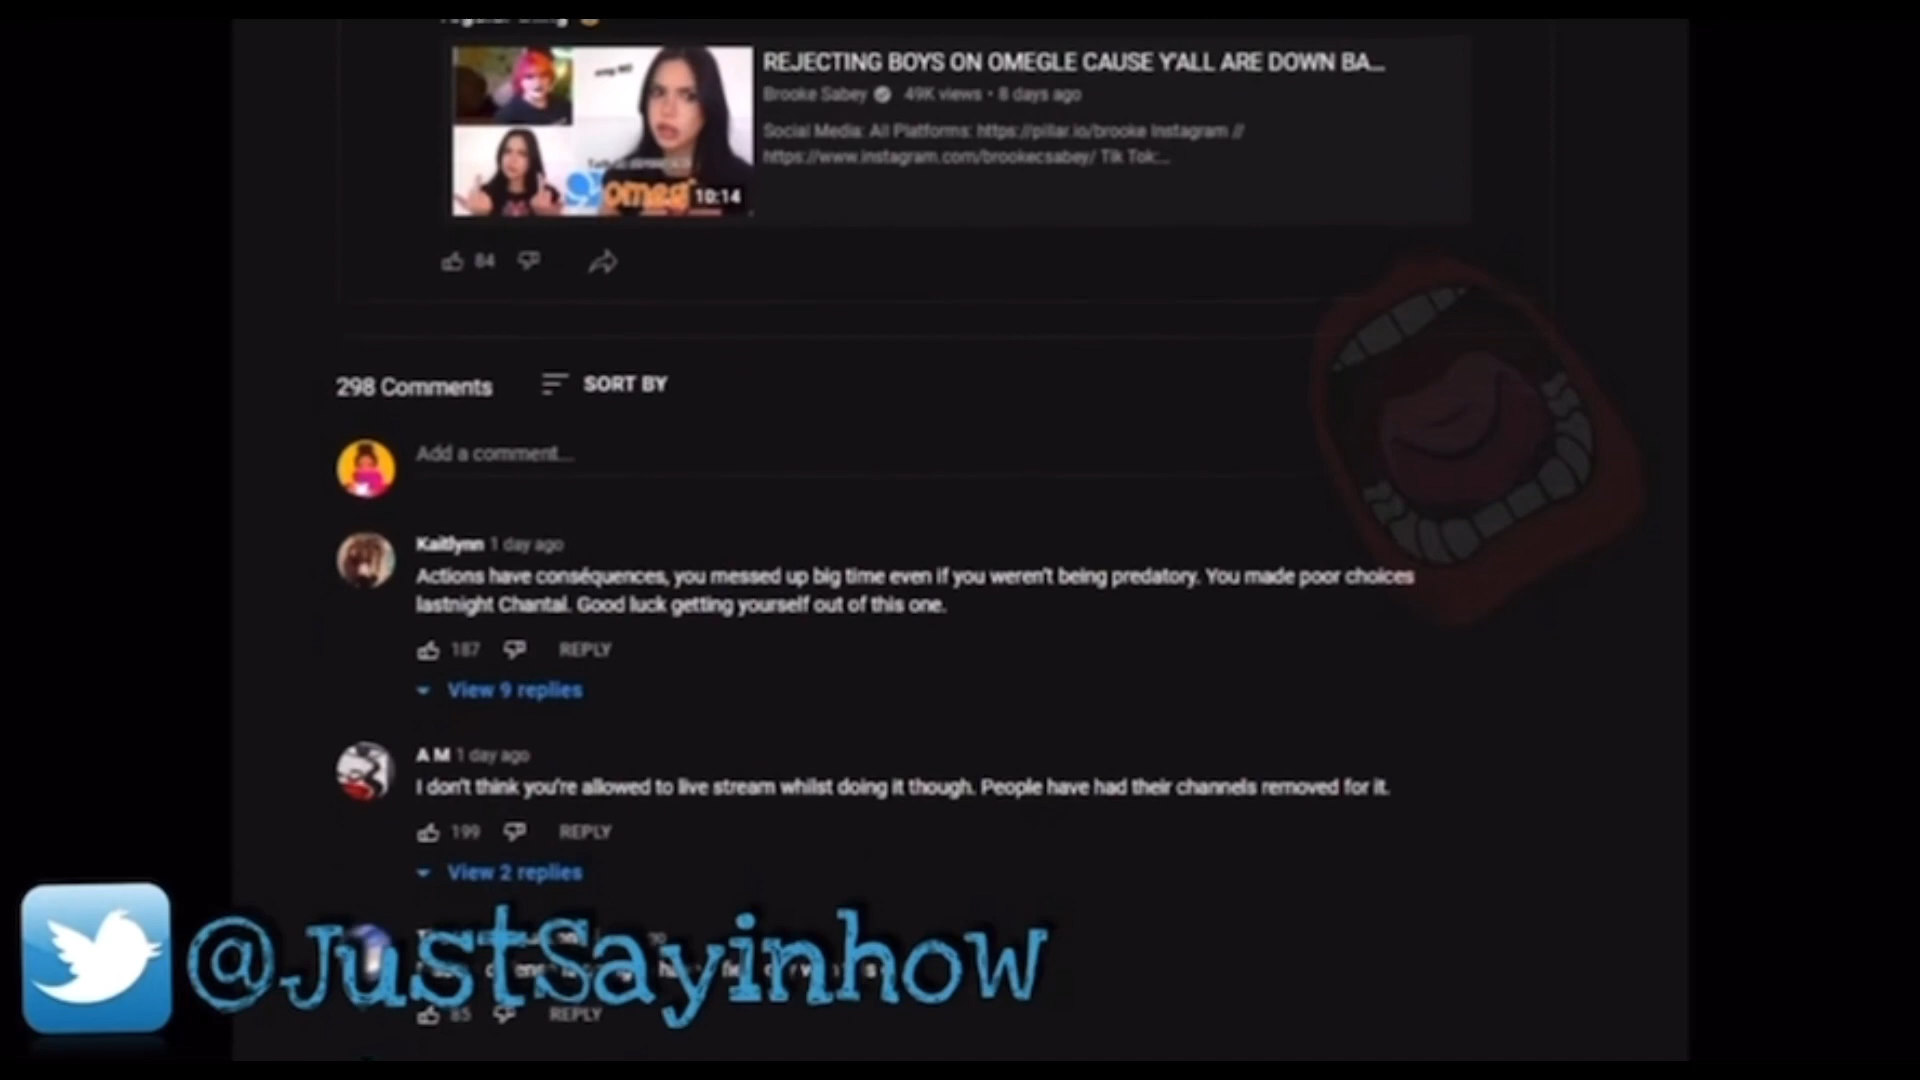 REJECTING BOYS ON OMEGLE CAUSE Y'ALL ARE DOWN BA...
Brooke Sabey 49K views • 8 days ago
Social Media: All Platforms: https://pillar.io/brooke Instagram //
https://www.instagram.com/brookecsabey/ Tik Tok:...
omeg
10:14
84
298 Comments SORT BY
Add a comment...
Kaitlynn 1 day ago
Actions have conséquences, you messed up big time even if you weren't being predatory. You made poor choices
lastnight Chantal. Good luck getting yourself out of this one.
187 REPLY
View 9 replies
A M 1 day ago
I don't think you're allowed to live stream whilst doing it though. People have had their channels removed for it.
199 REPLY
View 2 replies
@JustSayinhow
85 REPLY